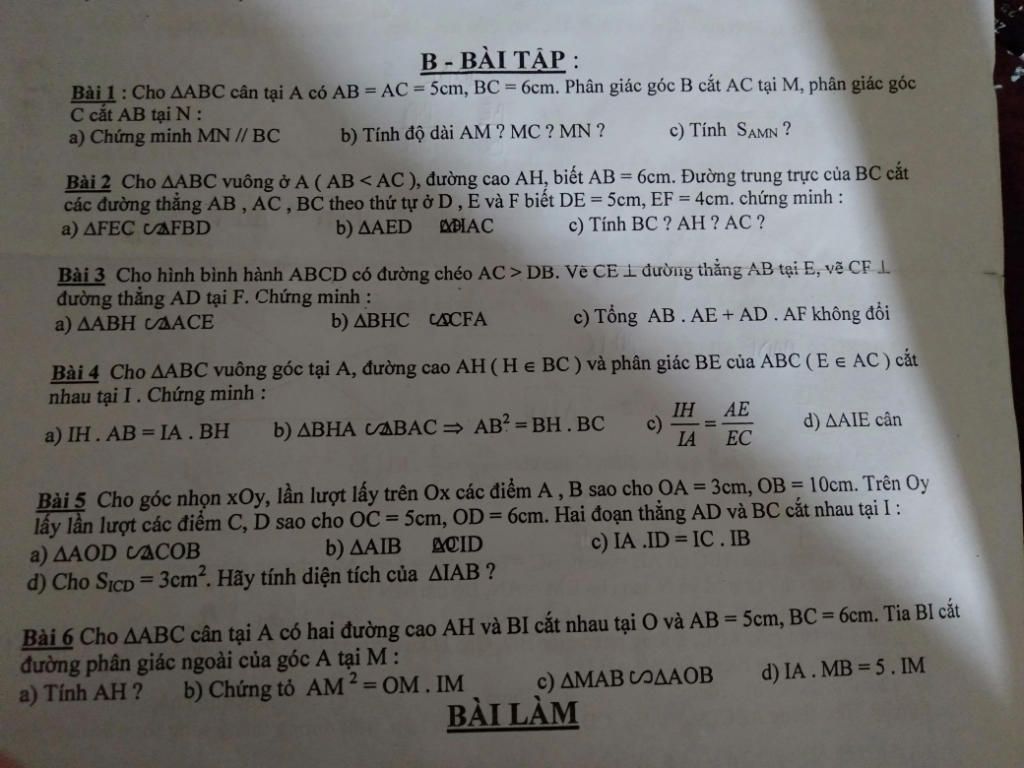 B - BÀI TẬP :
Bài 1 : Cho ΔABC cân tại A có AB = AC = 5cm, BC = 6cm. Phân giác góc B cắt AC tại M, phân giác góc
C cắt AB tại N :
a) Chứng minh MN // BC b) Tính độ dài AM ? MC ? MN ? c) Tính S_AMN ?
Bài 2 Cho ΔABC vuông ở A ( AB < AC ), đường cao AH, biết AB = 6cm. Đường trung trực của BC cắt
các đường thẳng AB , AC , BC theo thứ tự ở D , E và F biết DE = 5cm, EF = 4cm. chứng minh :
a) ΔFEC ∽ ΔFBD b) ΔAED ∽ ΔHAC c) Tính BC ? AH ? AC ?
Bài 3 Cho hình bình hành ABCD có đường chéo AC > DB. Vẽ CE ⊥ đường thẳng AB tại E, vẽ CF ⊥
đường thẳng AD tại F. Chứng minh :
a) ΔABH ∽ ΔACE b) ΔBHC ∽ ΔCFA c) Tổng AB . AE + AD . AF không đổi
Bài 4 Cho ΔABC vuông góc tại A, đường cao AH ( H ∈ BC ) và phân giác BE của ABC ( E ∈ AC ) cắt
nhau tại I . Chứng minh :
a) IH . AB = IA . BH b) ΔBHA ∽ ΔBAC ⇒ AB² = BH . BC c) IH/IA = AE/EC d) ΔAIE cân
Bài 5 Cho góc nhọn xOy, lần lượt lấy trên Ox các điểm A , B sao cho OA = 3cm, OB = 10cm. Trên Oy
lấy lần lượt các điểm C, D sao cho OC = 5cm, OD = 6cm. Hai đoạn thẳng AD và BC cắt nhau tại I :
a) ΔAOD ∽ ΔCOB b) ΔAIB ∽ ΔCID c) IA .ID = IC . IB
d) Cho S_ICD = 3cm². Hãy tính diện tích của ΔIAB ?
Bài 6 Cho ΔABC cân tại A có hai đường cao AH và BI cắt nhau tại O và AB = 5cm, BC = 6cm. Tia BI cắt
đường phân giác ngoài của góc A tại M :
a) Tính AH ? b) Chứng tỏ AM² = OM . IM c) ΔMAB ∽ ΔAOB d) IA . MB = 5 . IM
BÀI LÀM